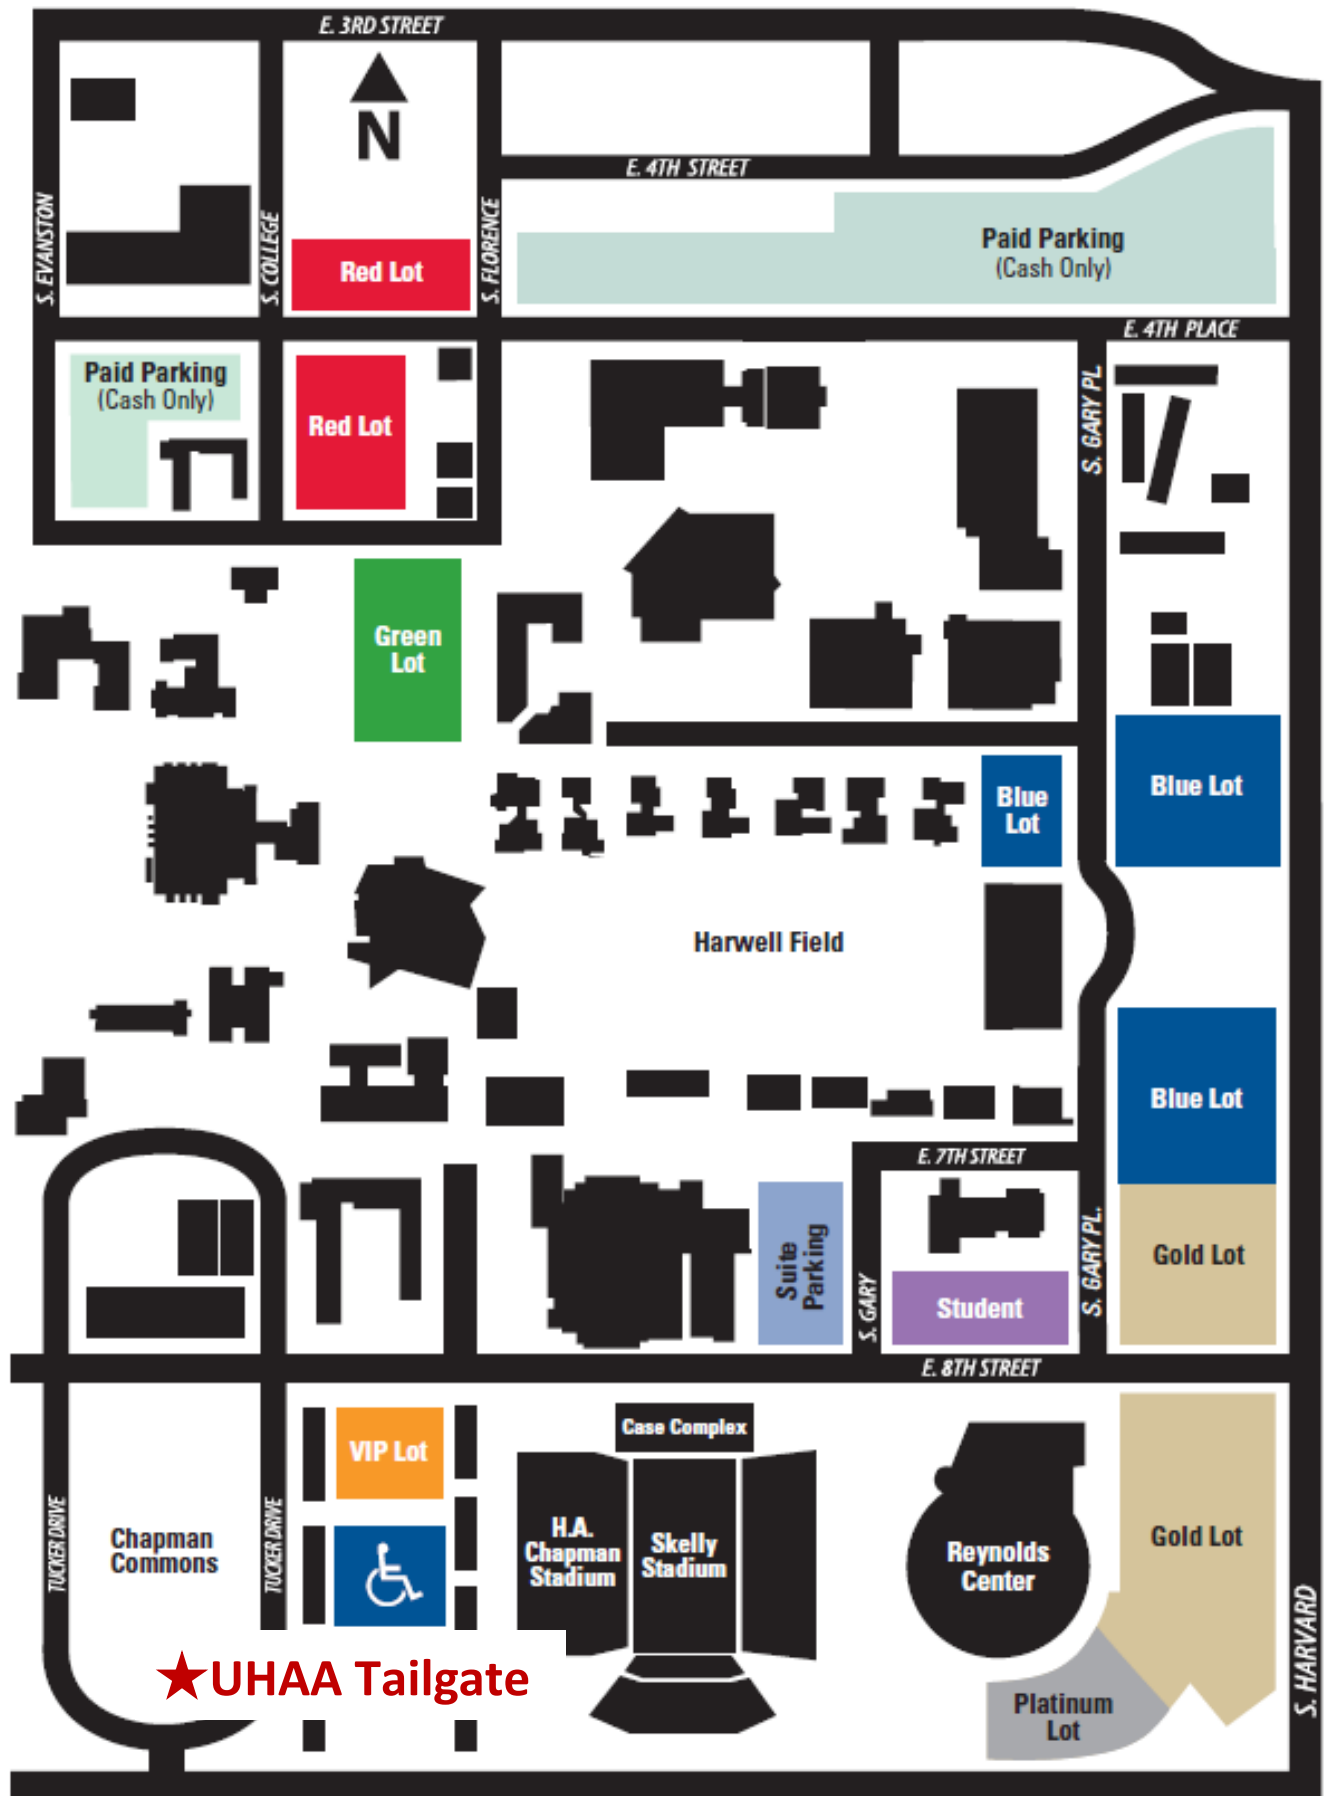 E. 3RD STREET
N
E. 4TH STREET
S. EVANSTON
S. COLLEGE
S. FLORENCE
Red Lot
Paid Parking
(Cash Only)
E. 4TH PLACE
Paid Parking
(Cash Only)
Red Lot
S. GARY PL.
Green
Lot
Blue
Lot
Blue Lot
Harwell Field
Blue Lot
E. 7TH STREET
Suite
Parking
S. GARY
Student
S. GARY PL.
Gold Lot
E. 8TH STREET
VIP Lot
Case Complex
TUCKER DRIVE
Chapman
Commons
TUCKER DRIVE
H.A.
Chapman
Stadium
Skelly
Stadium
Reynolds
Center
Gold Lot
S. HARVARD
UHAA Tailgate
Platinum
Lot